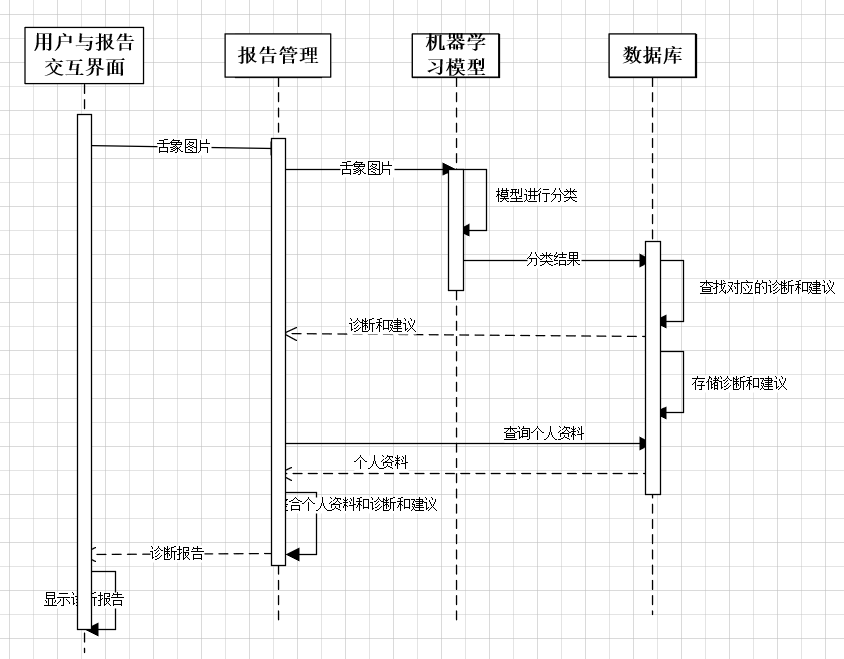 用户与报告
交互界面
报告管理
机器学
习模型
数据库
舌象图片
舌象图片
模型进行分类
分类结果
查找对应的诊断和建议
诊断和建议
存储诊断和建议
查询个人资料
个人资料
整合个人资料和诊断和建议
诊断报告
显示诊断报告